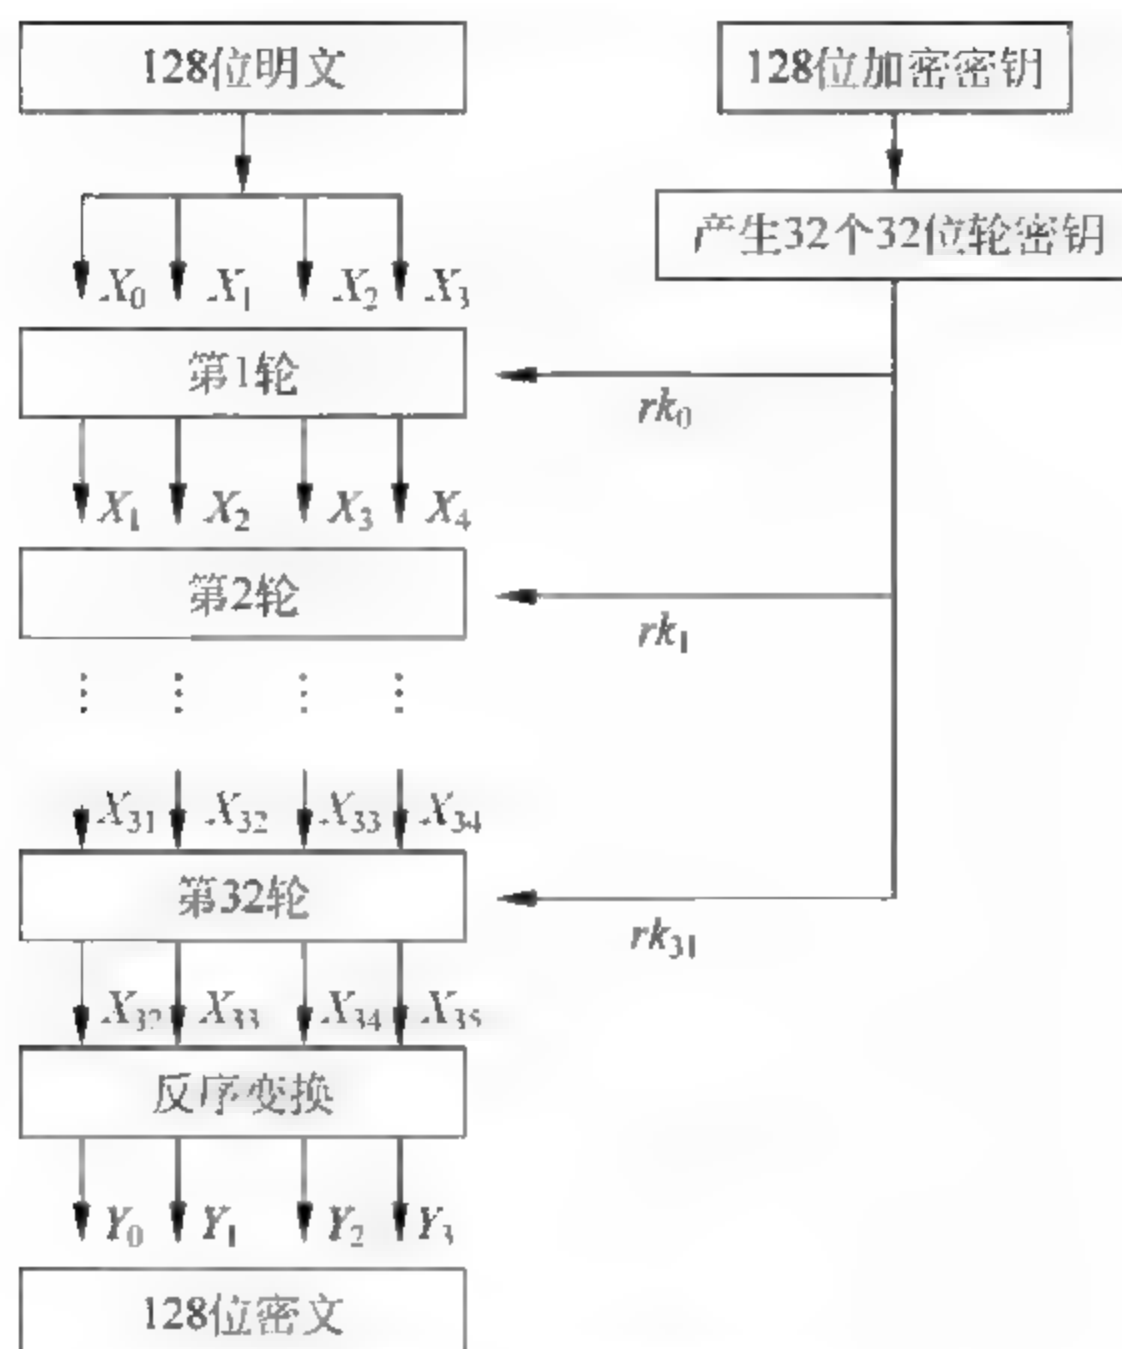 128位明文
128位加密密钥
产生32个32位轮密钥
X₀ X₁ X₂ X₃
第1轮
rk₀
X₁ X₂ X₃ X₄
第2轮
rk₁
⋮ ⋮ ⋮ ⋮
X₃₁ X₃₂ X₃₃ X₃₄
第32轮
rk₃₁
X₃₂ X₃₃ X₃₄ X₃₅
反序变换
Y₀ Y₁ Y₂ Y₃
128位密文